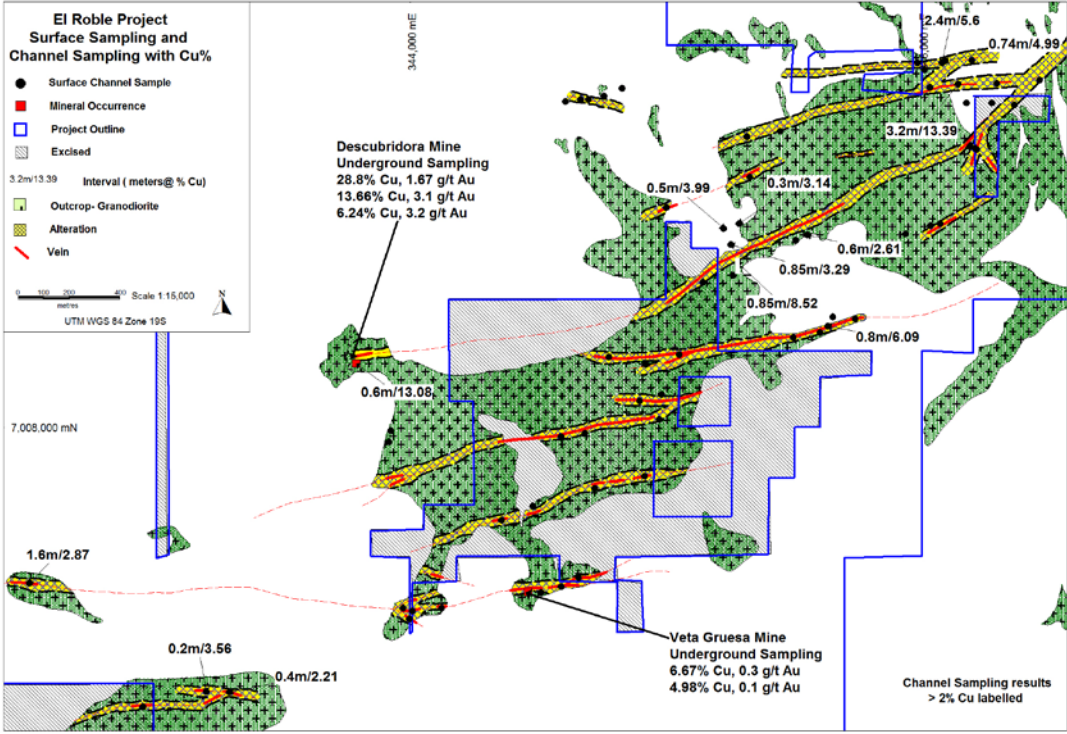 El Roble Project
Surface Sampling and
Channel Sampling with Cu%
Surface Channel Sample
Mineral Occurrence
Project Outline
Excised
3.2m/13.39 Interval ( meters@ % Cu)
Outcrop- Granodiorite
Alteration
Vein
0 100 200 400 Scale 1:15,000 N
metres
UTM WGS 84 Zone 19S
344,000 mE
2.4m/5.6
0.74m/4.99
3.2m/13.39
Descubridora Mine
Underground Sampling
28.8% Cu, 1.67 g/t Au
13.66% Cu, 3.1 g/t Au
6.24% Cu, 3.2 g/t Au
0.5m/3.99
0.3m/3.14
0.6m/2.61
0.85m/3.29
0.85m/8.52
0.8m/6.09
0.6m/13.08
7,008,000 mN
1.6m/2.87
0.2m/3.56
0.4m/2.21
Veta Gruesa Mine
Underground Sampling
6.67% Cu, 0.3 g/t Au
4.98% Cu, 0.1 g/t Au
Channel Sampling results
> 2% Cu labelled